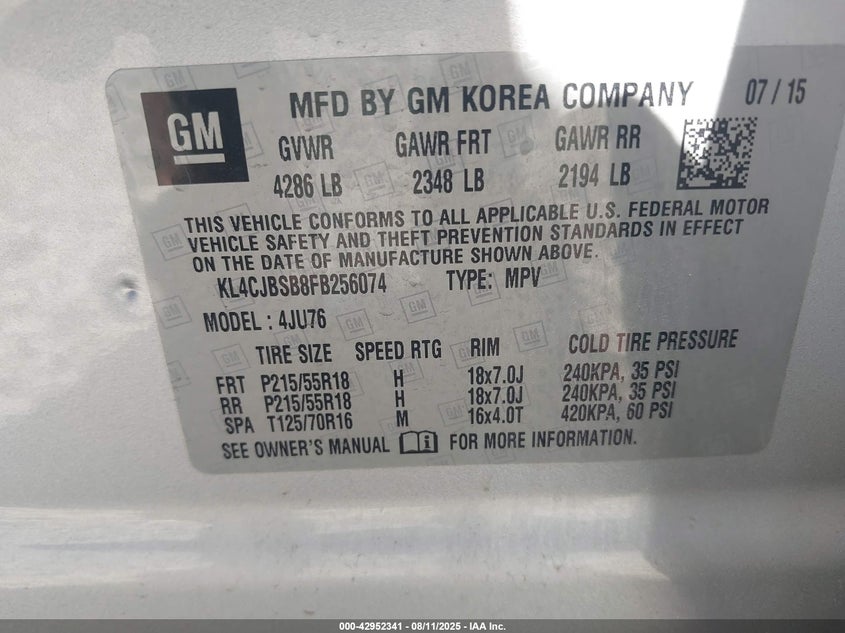 GM
MFD BY GM KOREA COMPANY 07 / 15
GVWR GAWR FRT GAWR RR
4286 LB 2348 LB 2194 LB
THIS VEHICLE CONFORMS TO ALL APPLICABLE U.S. FEDERAL MOTOR
VEHICLE SAFETY AND THEFT PREVENTION STANDARDS IN EFFECT
ON THE DATE OF MANUFACTURE SHOWN ABOVE.
KL4CJBSB8FB256074 TYPE: MPV
MODEL : 4JU76
TIRE SIZE SPEED RTG RIM COLD TIRE PRESSURE
FRT P215/55R18 H 18x7.0J 240KPA, 35 PSI
RR P215/55R18 H 18x7.0J 240KPA, 35 PSI
SPA T125/70R16 M 16x4.0T 420KPA, 60 PSI
SEE OWNER'S MANUAL FOR MORE INFORMATION.
000-42952341 - 08/11/2025 - IAA Inc.